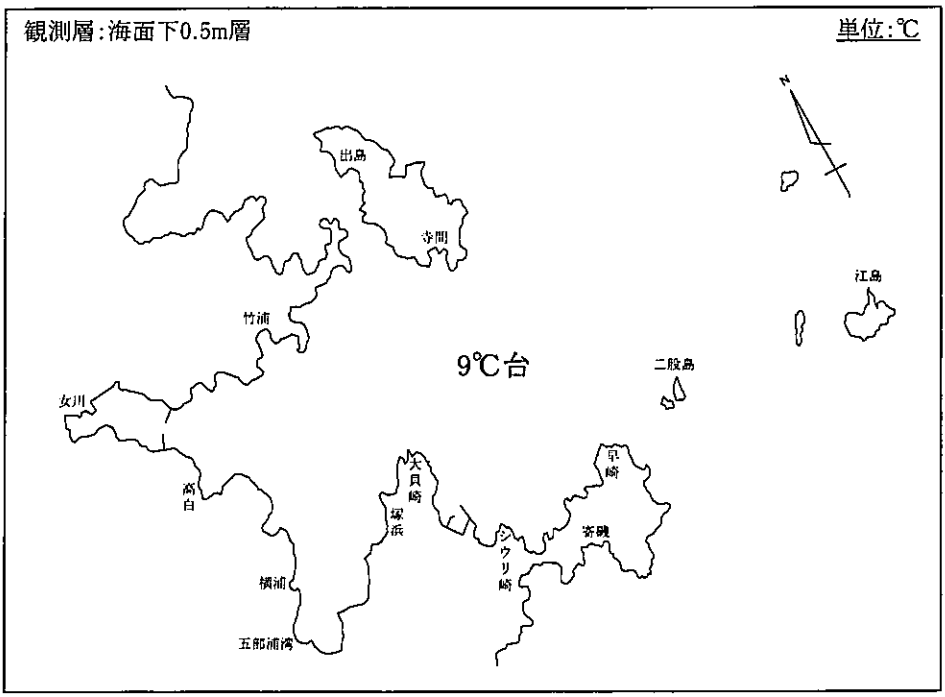 観測層:海面下0.5m層
単位:℃
N
出島
寺間
江島
竹浦
9℃台
二股島
女川
大貝崎
早崎
高白
塚浜
シウリ崎
寄磯
横浦
五部浦湾